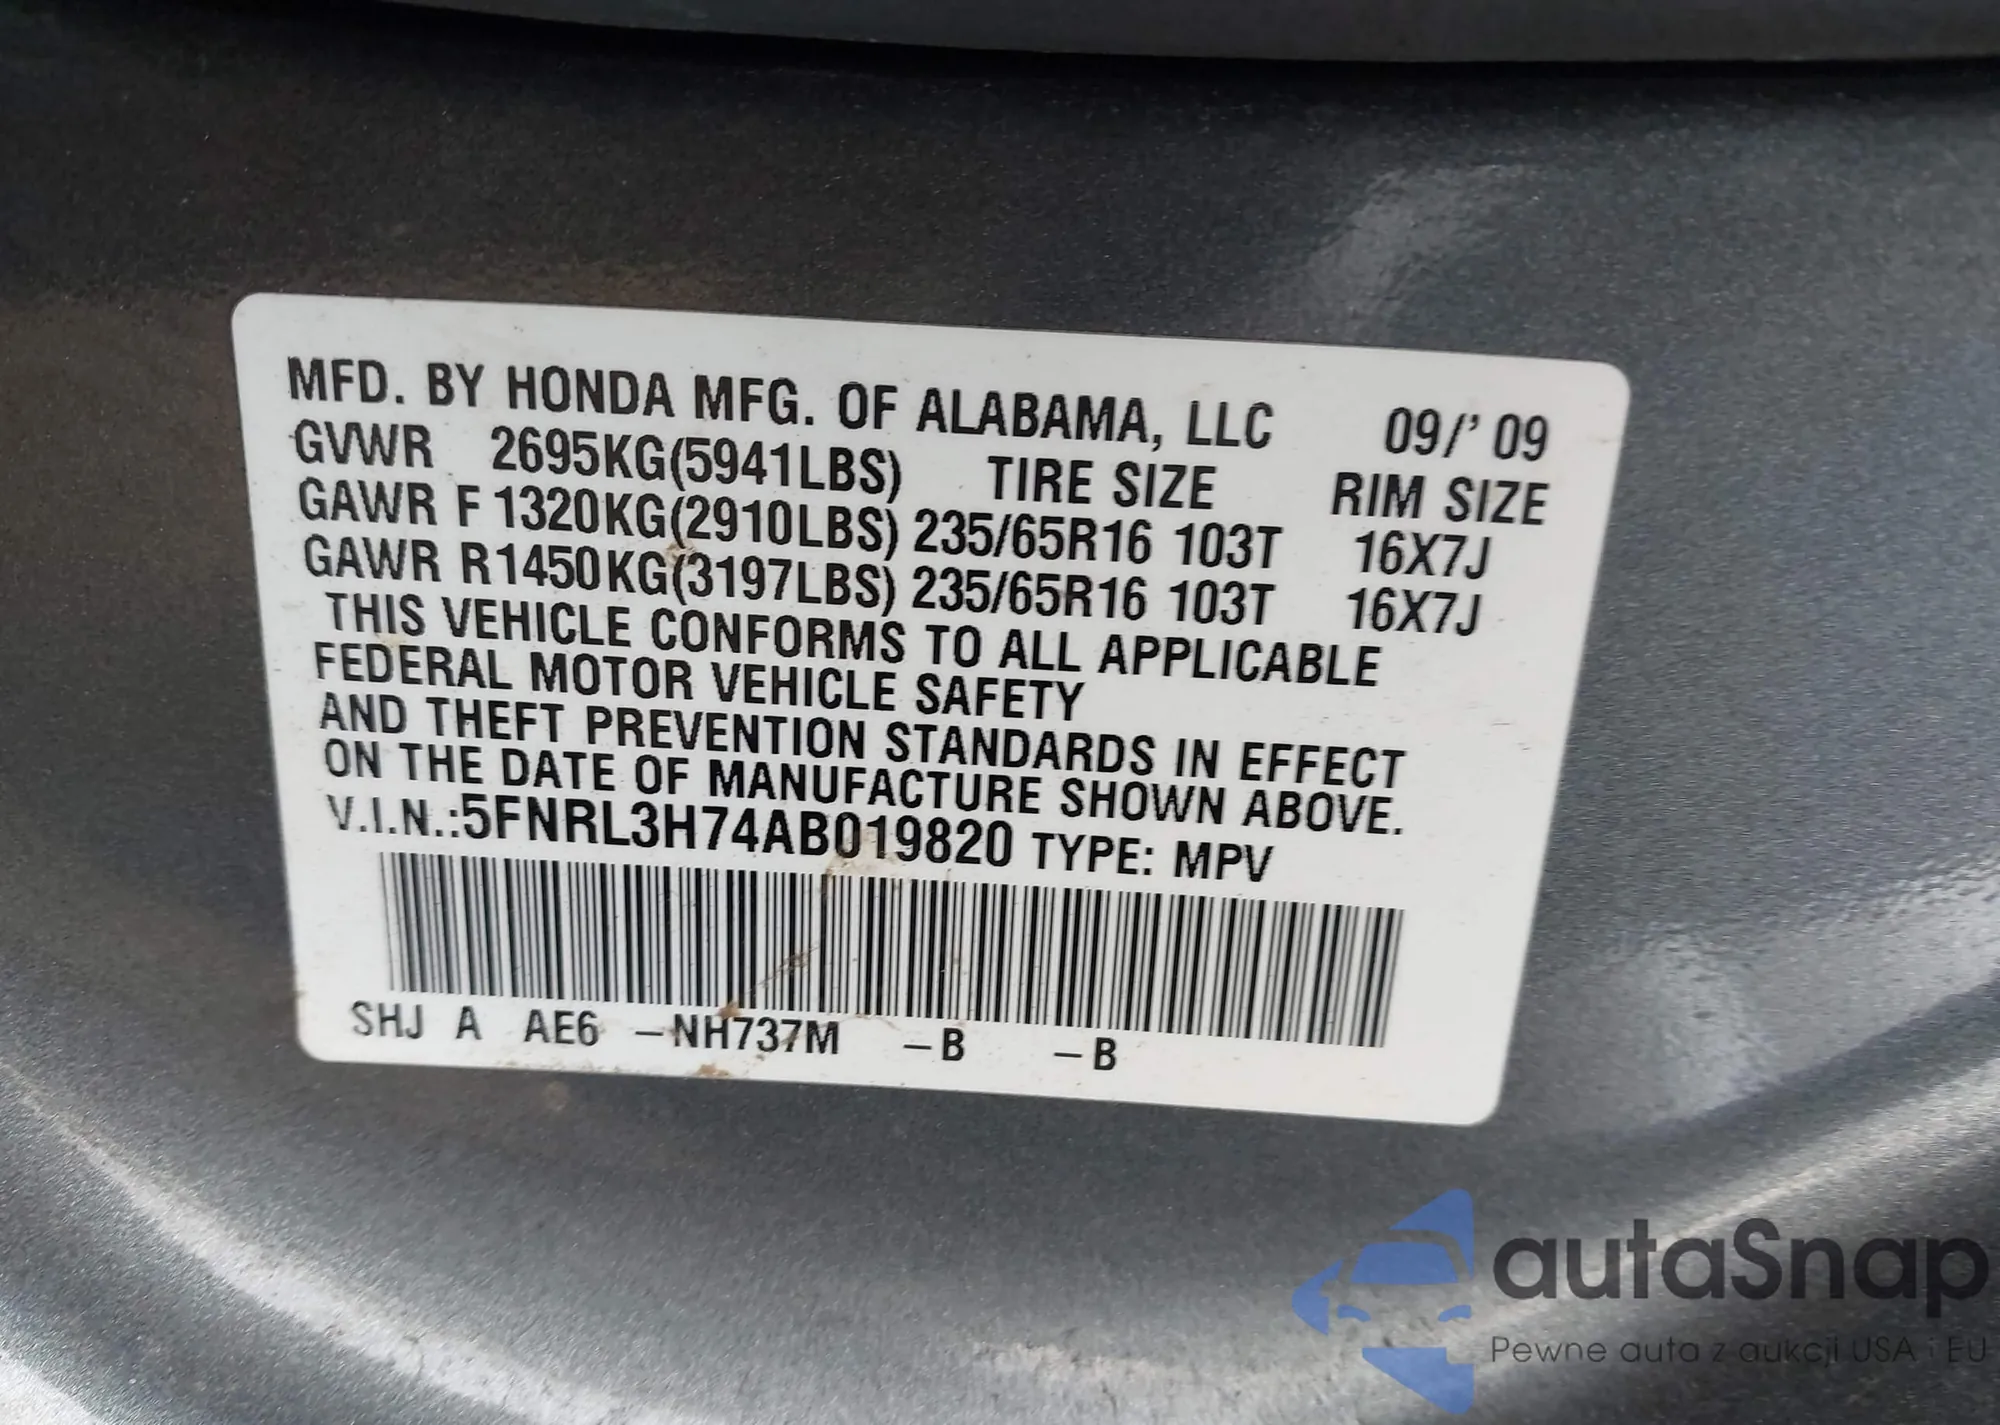 MFD. BY HONDA MFG. OF ALABAMA, LLC 09/' 09
GVWR 2695KG(5941LBS) TIRE SIZE RIM SIZE
GAWR F 1320KG(2910LBS) 235/65R16 103T 16X7J
GAWR R1450KG(3197LBS) 235/65R16 103T 16X7J
THIS VEHICLE CONFORMS TO ALL APPLICABLE
FEDERAL MOTOR VEHICLE SAFETY
AND THEFT PREVENTION STANDARDS IN EFFECT
ON THE DATE OF MANUFACTURE SHOWN ABOVE.
V.I.N.:5FNRL3H74AB019820 TYPE: MPV
SHJ A AE6 –NH737M –B –B
autaSnap
Pewne auta z aukcji USA i EU